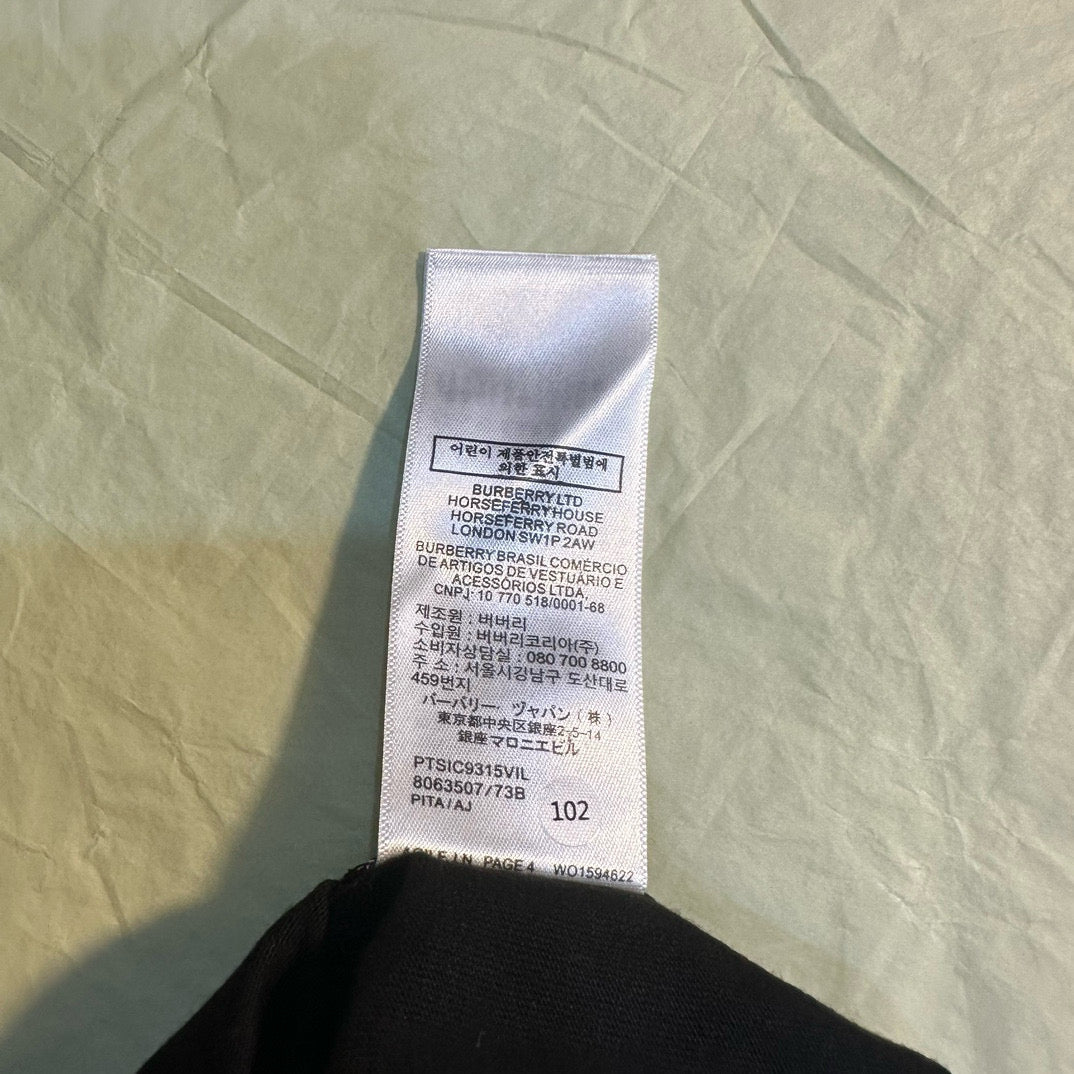 어린이 제품안전특별법에
의한 표시
BURBERRY LTD
HORSEFERRY HOUSE
HORSEFERRY ROAD
LONDON SW1P 2AW
BURBERRY BRASIL COMÉRCIO
DE ARTIGOS DE VESTUÁRIO E
ACESSÓRIOS LTDA,
CNPJ: 10 770 518/0001-68
제조원 : 버버리
수입원 : 버버리코리아(주)
소비자상담실 : 080 700 8800
주 소 : 서울시깅남구 도산대로
459번지
バーバリー ヅャパン（株）
東京都中央区銀座2-5-14
銀座マロニエビル
PTSIC9315VIL
8063507/73B
PITA/AJ
102
PAGE 4 WO1594622